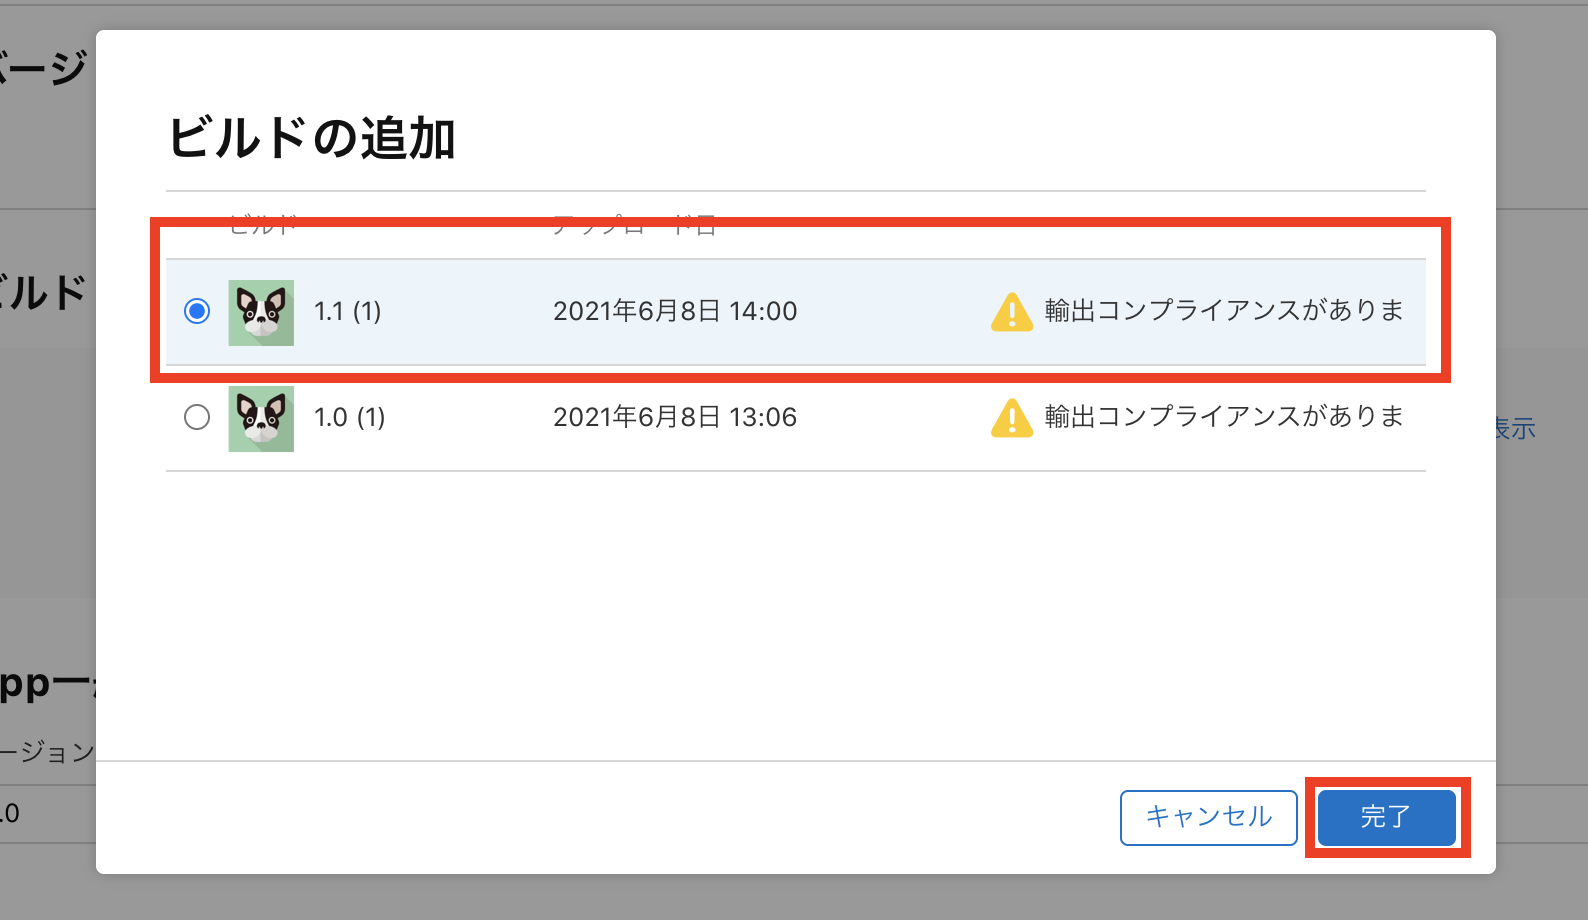 ビルドの追加
ビルド
アップロード日
1.1 (1)
2021年6月8日 14:00
輸出コンプライアンスがありま
1.0 (1)
2021年6月8日 13:06
輸出コンプライアンスがありま
キャンセル
完了
バージ
ビルド
表示
pp一
ージョン
.0